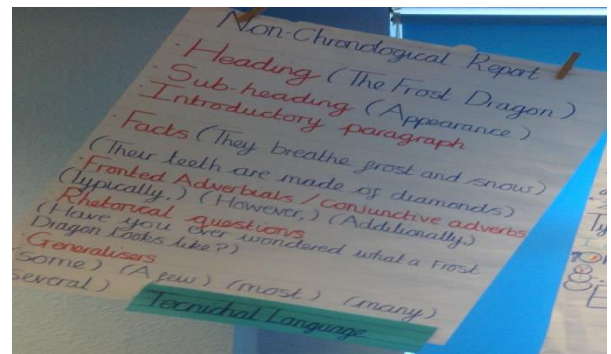 Non-Chronological Report
· Heading (The Frost Dragon)
· Sub-heading (Appearance)
· Introductory paragraph
· Facts (They breathe frost and snow)
(Their teeth are made of diamonds)
· Fronted Adverbials / conjunctive adverbs
(Typically,) (However,) (Additionally,)
Rhetorical questions
(Have you ever wondered what a Frost
Dragon looks like?)
· Generalisers
(some) (A few) (most) (many)
several)
Tecnichal Language
Ty